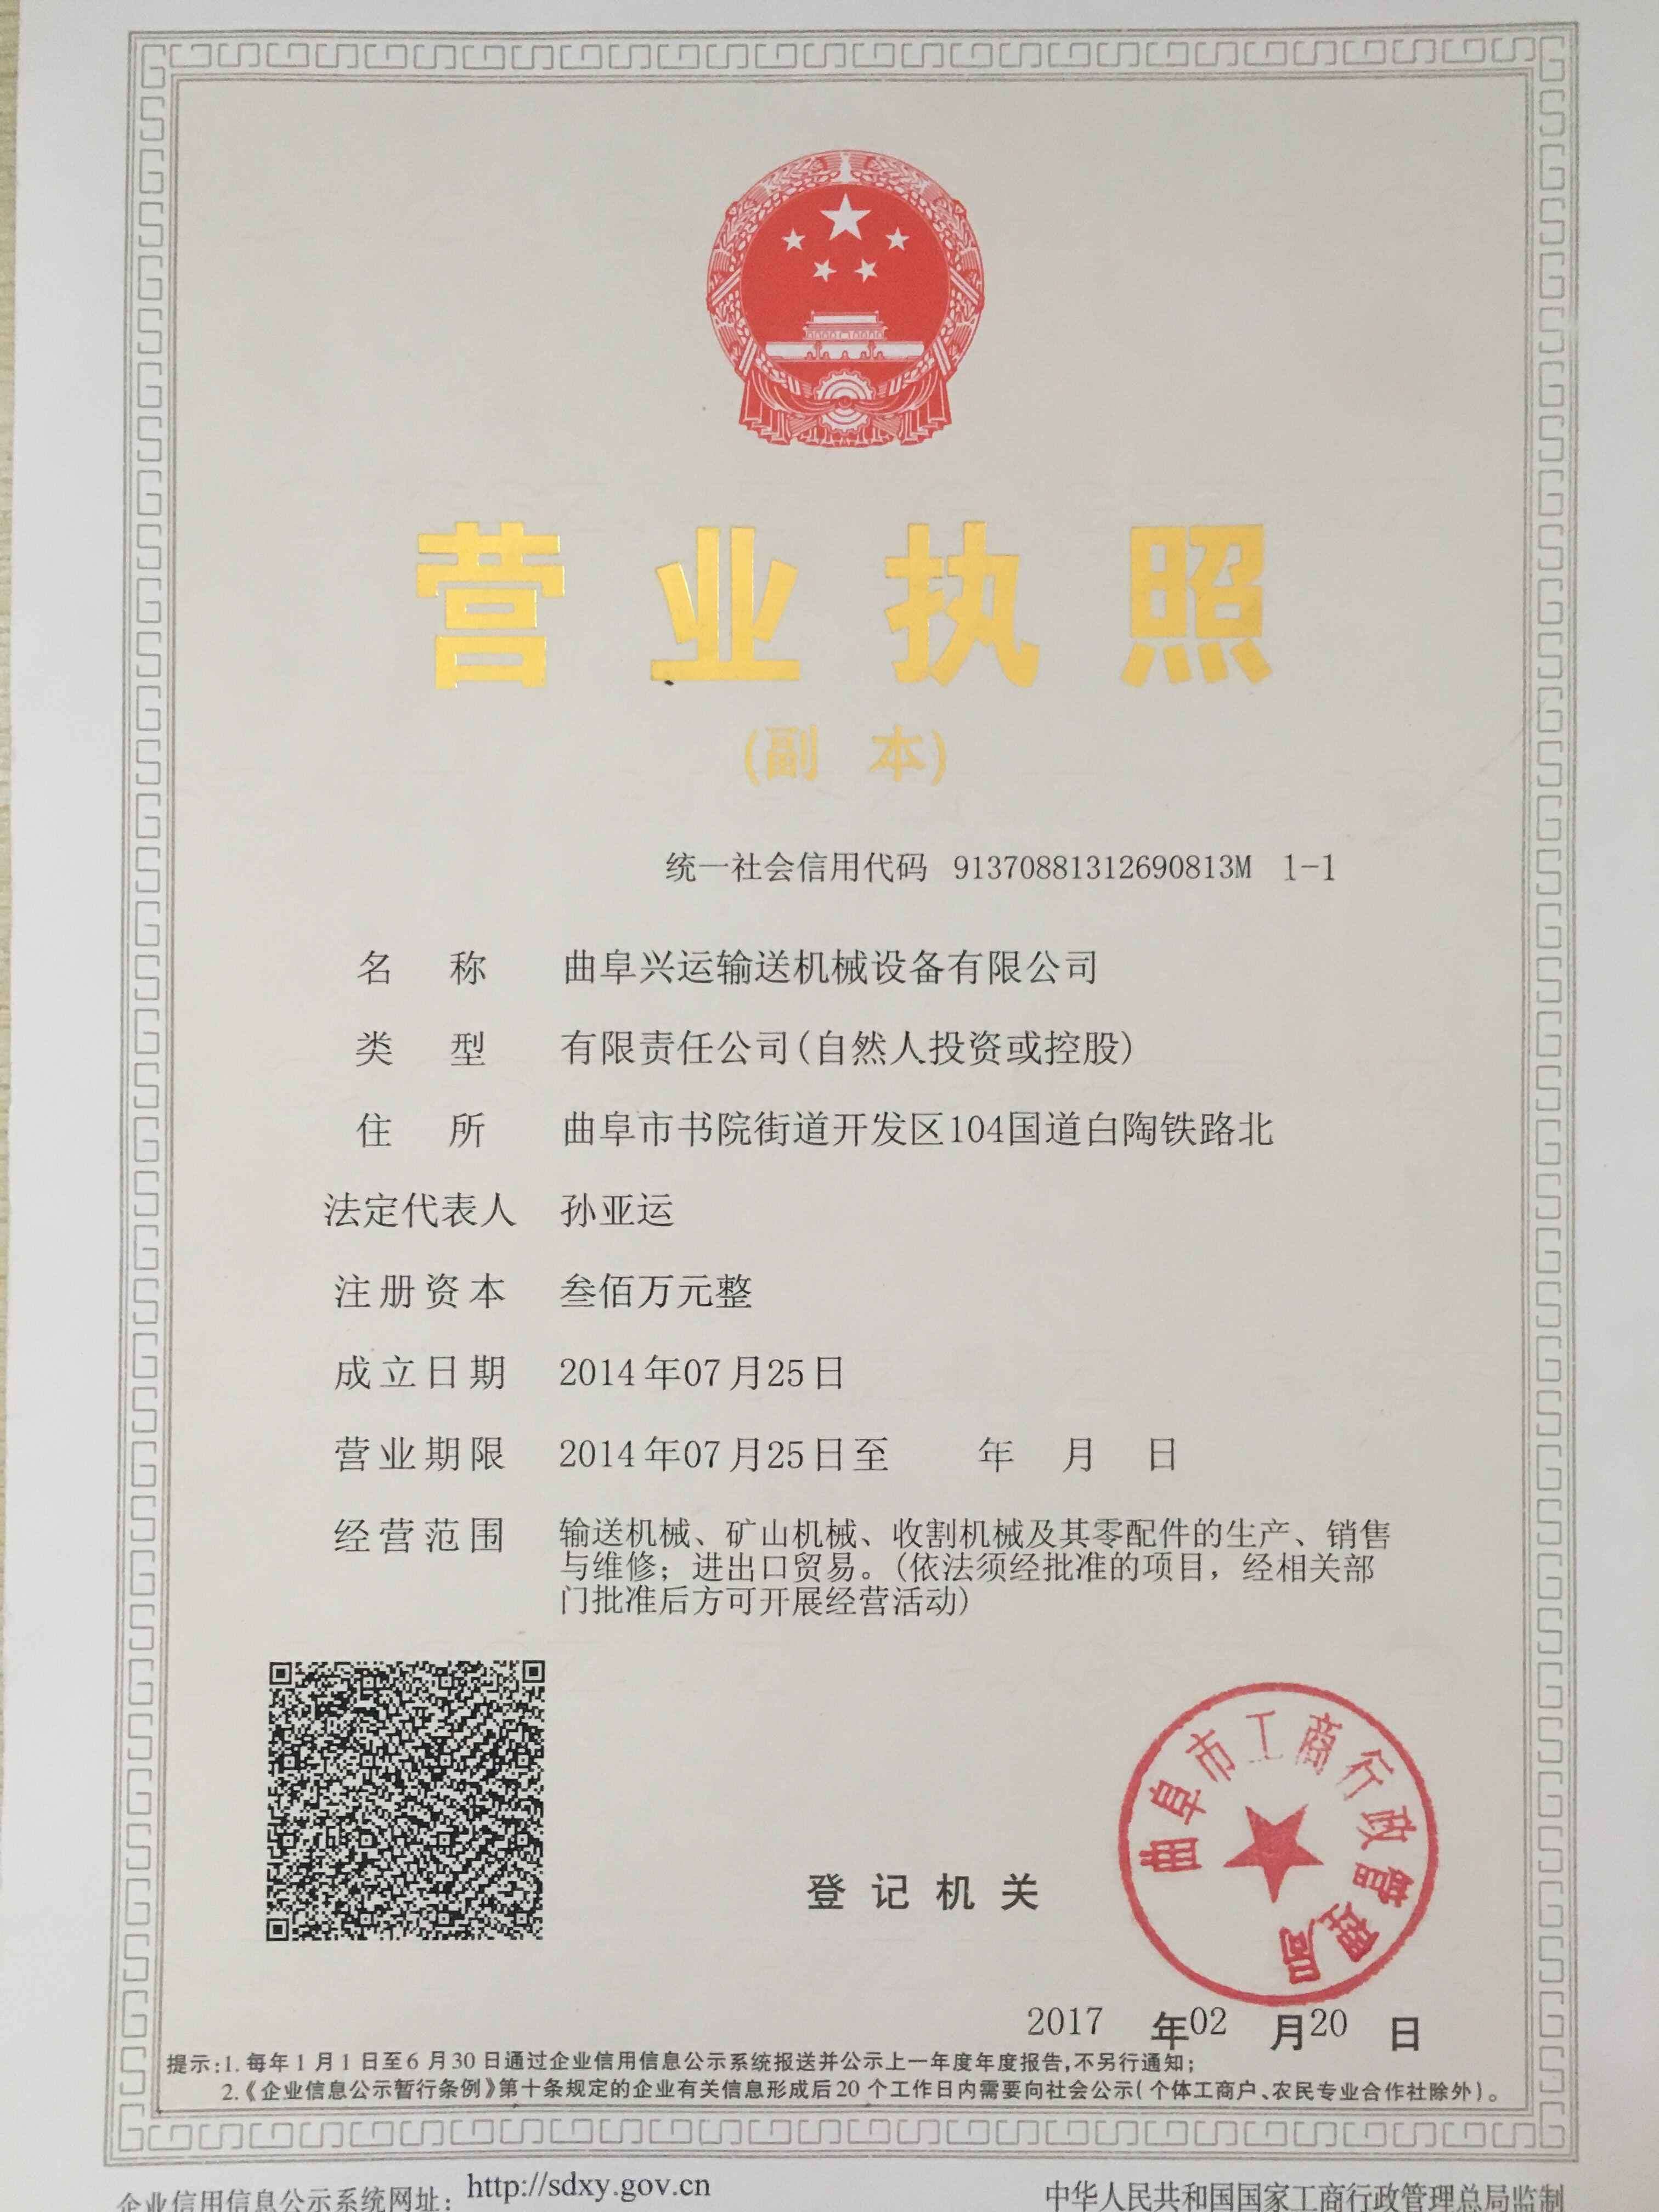 营业执照
(副 本)
统一社会信用代码 91370881312690813M 1-1
名 称 曲阜兴运输送机械设备有限公司
类 型 有限责任公司(自然人投资或控股)
住 所 曲阜市书院街道开发区104国道白陶铁路北
法定代表人 孙亚运
注册资本 叁佰万元整
成立日期 2014年07月25日
营业期限 2014年07月25日至 年 月 日
经营范围 输送机械、矿山机械、收割机械及其零配件的生产、销售
与维修；进出口贸易。(依法须经批准的项目，经相关部
门批准后方可开展经营活动)
曲阜市工商行政管理局
登记机关
2017 年02 月20 日
提示:1. 每年1月1日至6月30日通过企业信用信息公示系统报送并公示上一年度年度报告,不另行通知；
2.《企业信息公示暂行条例》第十条规定的企业有关信息形成后20个工作日内需要向社会公示(个体工商户、农民专业合作社除外)。
企业信用信息公示系统网址：http://sdxy.gov.cn
中华人民共和国国家工商行政管理总局监制